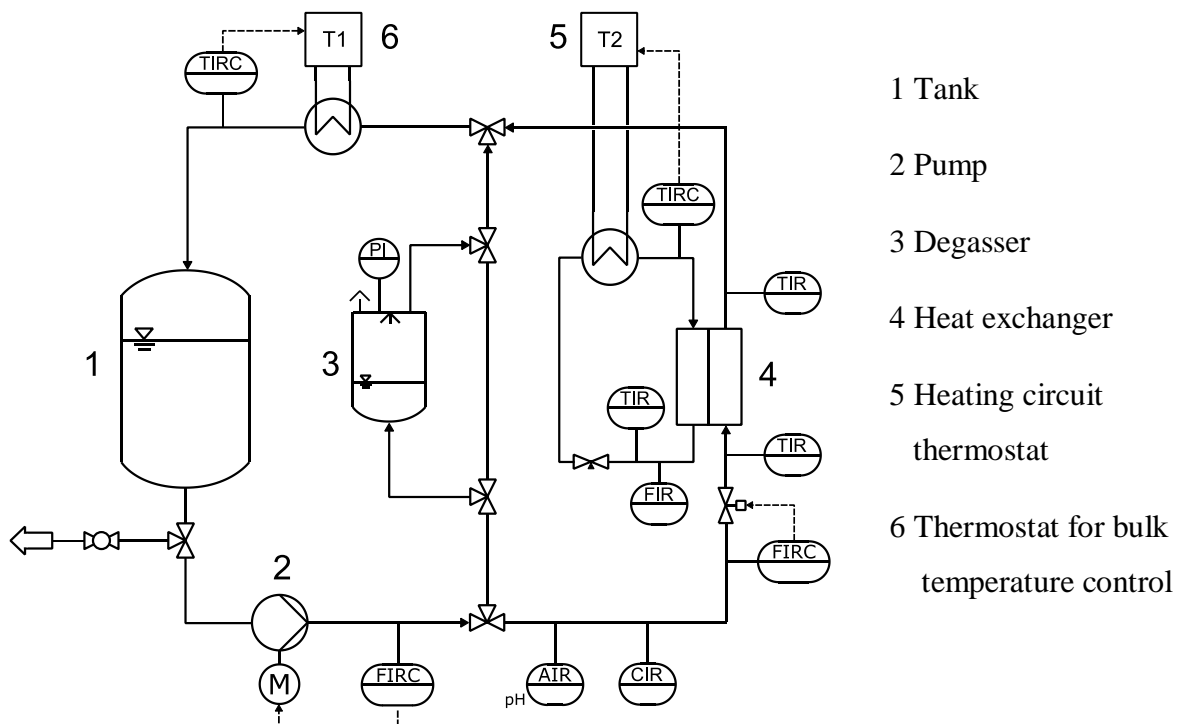 T1
6
5
T2
TIRC
1 Tank
2 Pump
TIRC
PI
3 Degasser
TIR
1
3
4
4 Heat exchanger
TIR
5 Heating circuit
thermostat
TIR
FIR
6 Thermostat for bulk
temperature control
FIRC
2
M
FIRC
pH
AIR
CIR